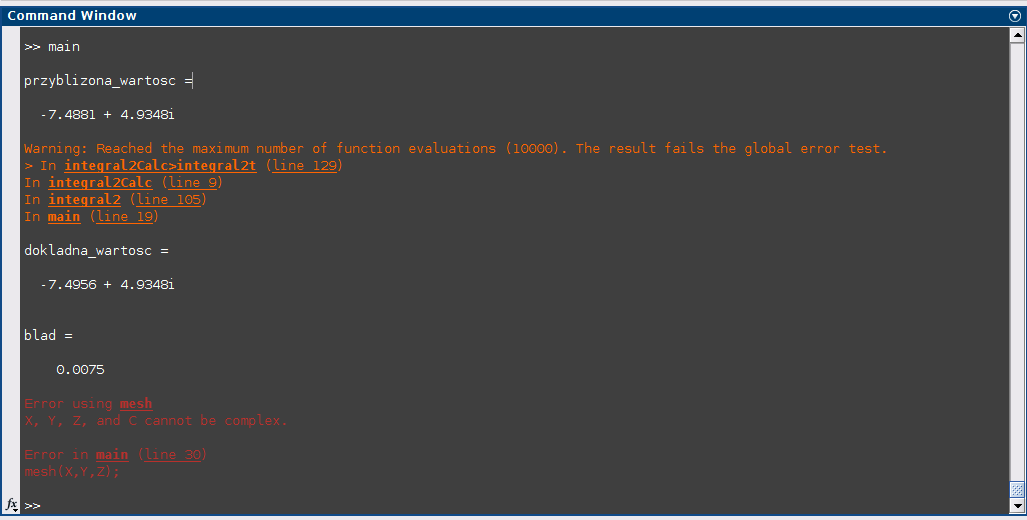 Command Window
>> main
przyblizona_wartosc =
-7.4881 + 4.9348i
Warning: Reached the maximum number of function evaluations (10000). The result fails the global error test.
> In integral2Calc>integral2t (line 129)
In integral2Calc (line 9)
In integral2 (line 105)
In main (line 19)
dokladna_wartosc =
-7.4956 + 4.9348i
blad =
0.0075
Error using mesh
X, Y, Z, and C cannot be complex.
Error in main (line 30)
mesh(X,Y,Z);
fx >>